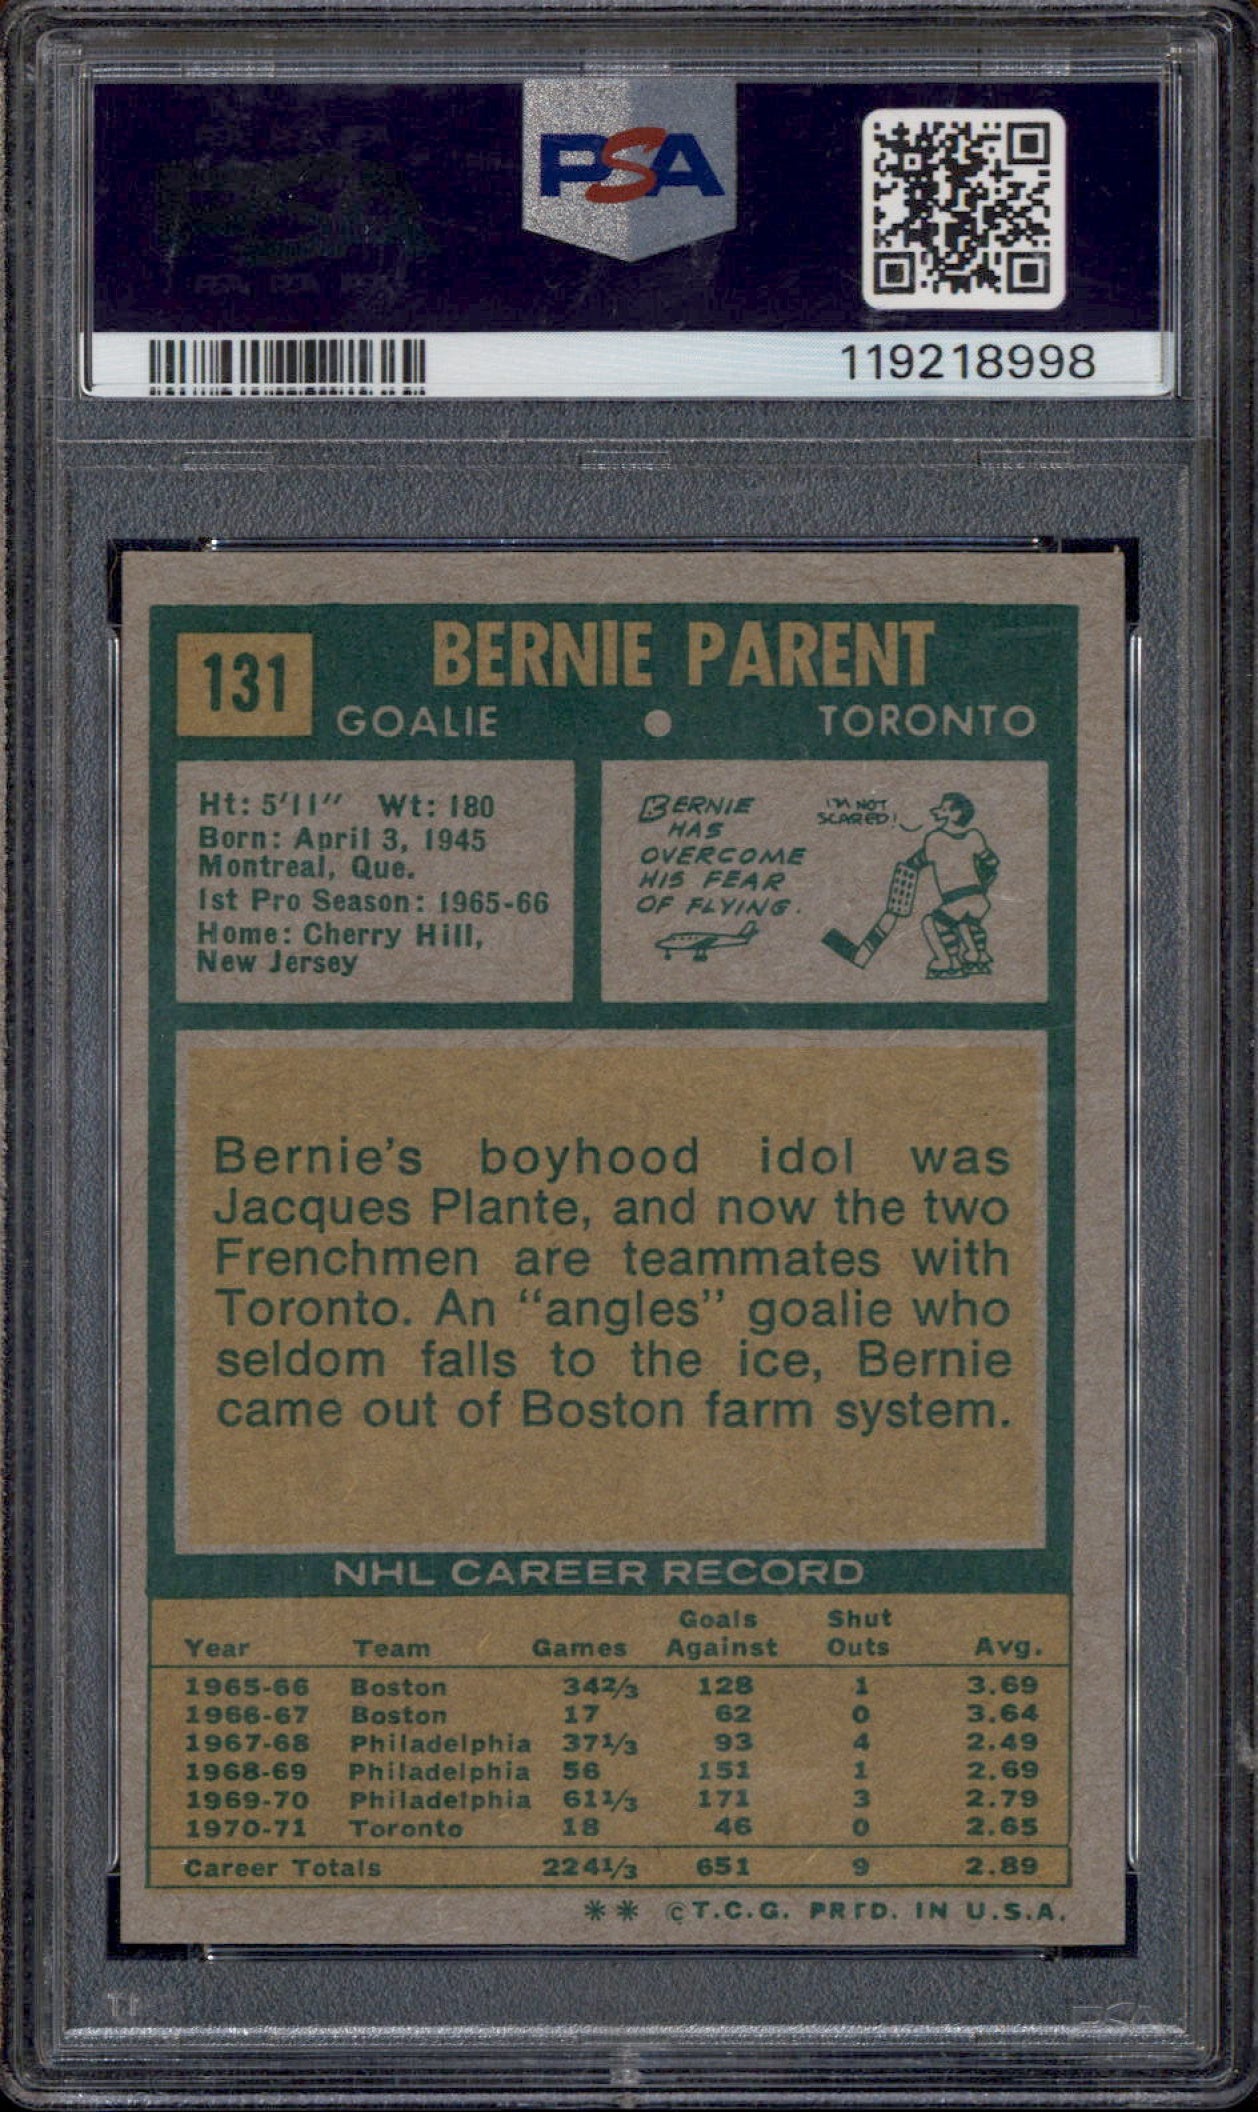 PSA
119218998
131
BERNIE PARENT
GOALIE
TORONTO
Ht: 5'11" Wt: 180
Born: April 3, 1945
Montreal, Que.
1st Pro Season: 1965-66
Home: Cherry Hill,
New Jersey
BERNIE
HAS
OVERCOME
HIS FEAR
OF FLYING.
I'M NOT
SCARED!
Bernie's boyhood idol was
Jacques Plante, and now the two
Frenchmen are teammates with
Toronto. An “angles” goalie who
seldom falls to the ice, Bernie
came out of Boston farm system.
NHL CAREER RECORD
Year Team Games Goals Against Shut Outs Avg.
1965-66 Boston 342/3 128 1 3.69
1966-67 Boston 17 62 0 3.64
1967-68 Philadelphia 371/3 93 4 2.49
1968-69 Philadelphia 56 151 1 2.69
1969-70 Philadelphia 611/3 171 3 2.79
1970-71 Toronto 18 46 0 2.65
Career Totals 2241/3 651 9 2.89
** © T.C.G. PRTD. IN U.S.A.